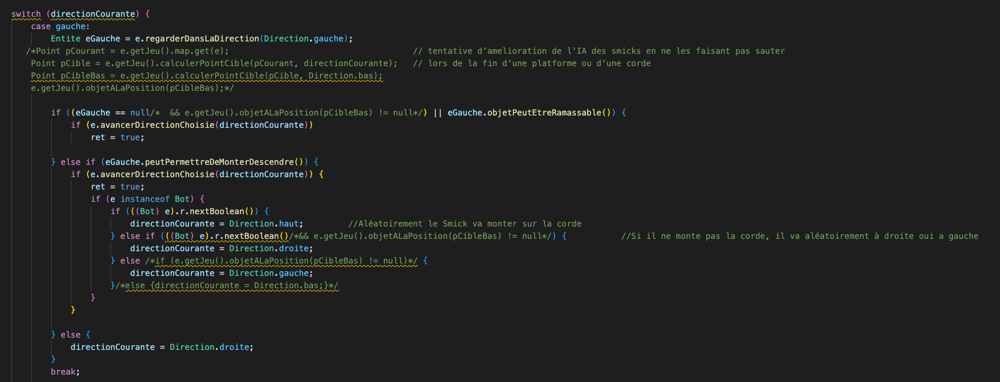 switch (directionCourante) {
case gauche:
Entite eGauche = e.regarderDansLaDirection(Direction.gauche);
/*Point pCourant = e.getJeu().map.get(e); // tentative d'amelioration de l'IA des smicks en ne les faisant pas sauter
Point pCible = e.getJeu().calculerPointCible(pCourant, directionCourante); // lors de la fin d'une platforme ou d'une corde
Point pCibleBas = e.getJeu().calculerPointCible(pCible, Direction.bas);
e.getJeu().objetALaPosition(pCibleBas);*/
if ((eGauche == null/*  && e.getJeu().objetALaPosition(pCibleBas) != null*/) || eGauche.objetPeutEtreRamassable()) {
if (e.avancerDirectionChoisie(directionCourante))
ret = true;
} else if (eGauche.peutPermettreDeMonterDescendre()) {
if (e.avancerDirectionChoisie(directionCourante)) {
ret = true;
if (e instanceof Bot) {
if (((Bot) e).r.nextBoolean()) {
directionCourante = Direction.haut; //Aléatoirement le Smick va monter sur la corde
} else if (((Bot) e).r.nextBoolean()/*&& e.getJeu().objetALaPosition(pCibleBas) != null*/) { //Si il ne monte pas la corde, il va aléatoirement à droite oui a gauche
directionCourante = Direction.droite;
} else /*if (e.getJeu().objetALaPosition(pCibleBas) != null)*/ {
directionCourante = Direction.gauche;
}/*else {directionCourante = Direction.bas;}*/
}
}
} else {
directionCourante = Direction.droite;
}
break;